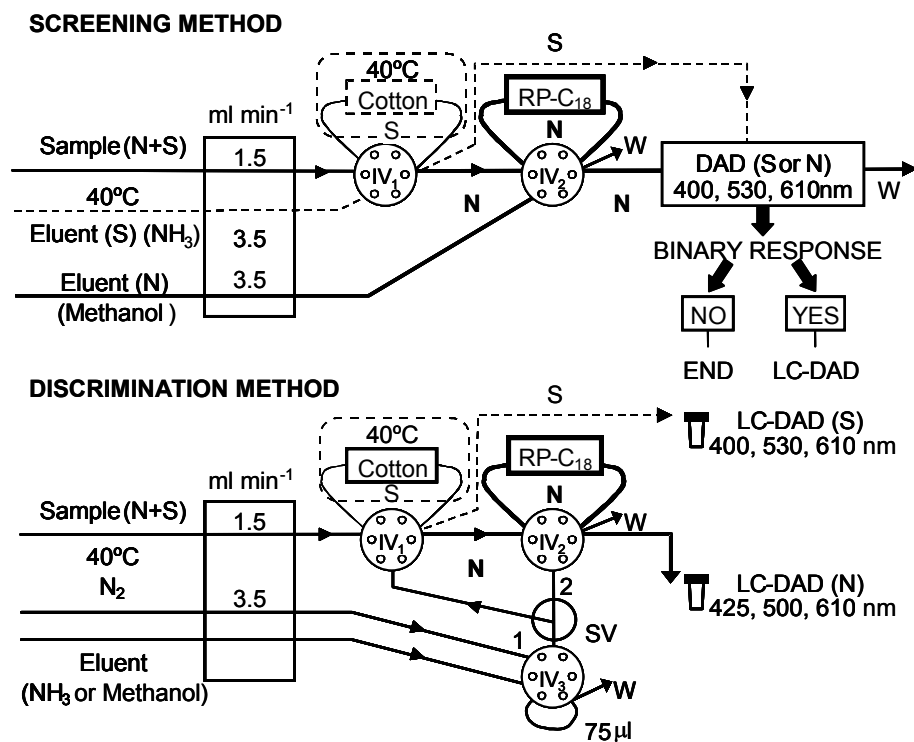 SCREENING METHOD
S
40ºC
Cotton
S
RP-C18
N
ml min-1
Sample (N+S)
1.5
IV1
IV2
W
N
N
DAD (S or N)
400, 530, 610nm
W
40ºC
Eluent (S) (NH3)
3.5
Eluent (N)
3.5
(Methanol )
BINARY RESPONSE
NO
YES
END
LC-DAD
DISCRIMINATION METHOD
S
40ºC
Cotton
S
RP-C18
N
LC-DAD (S)
400, 530, 610 nm
ml min-1
Sample (N+S)
1.5
IV1
IV2
W
N
40ºC
N2
3.5
2
SV
1
LC-DAD (N)
425, 500, 610 nm
Eluent
(NH3 or Methanol)
IV3
W
75 µl